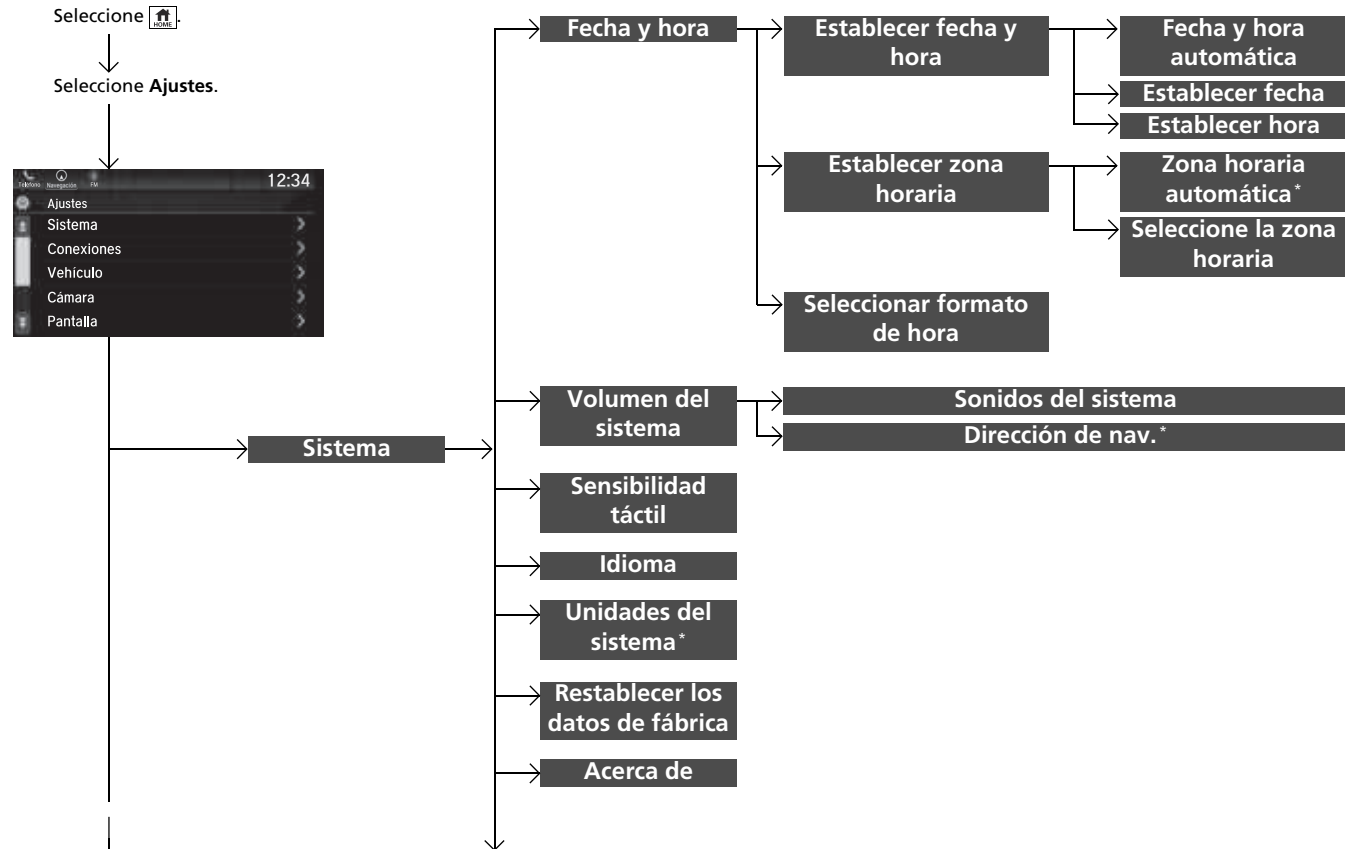 Seleccione HOME.
Seleccione Ajustes.
Teléfono Navegación FM 12:34
Ajustes
Sistema
Conexiones
Vehículo
Cámara
Pantalla
Sistema
Fecha y hora
Establecer fecha y
hora
Fecha y hora
automática
Establecer fecha
Establecer hora
Establecer zona
horaria
Zona horaria
automática*
Seleccione la zona
horaria
Seleccionar formato
de hora
Volumen del
sistema
Sonidos del sistema
Dirección de nav.*
Sensibilidad
táctil
Idioma
Unidades del
sistema*
Restablecer los
datos de fábrica
Acerca de